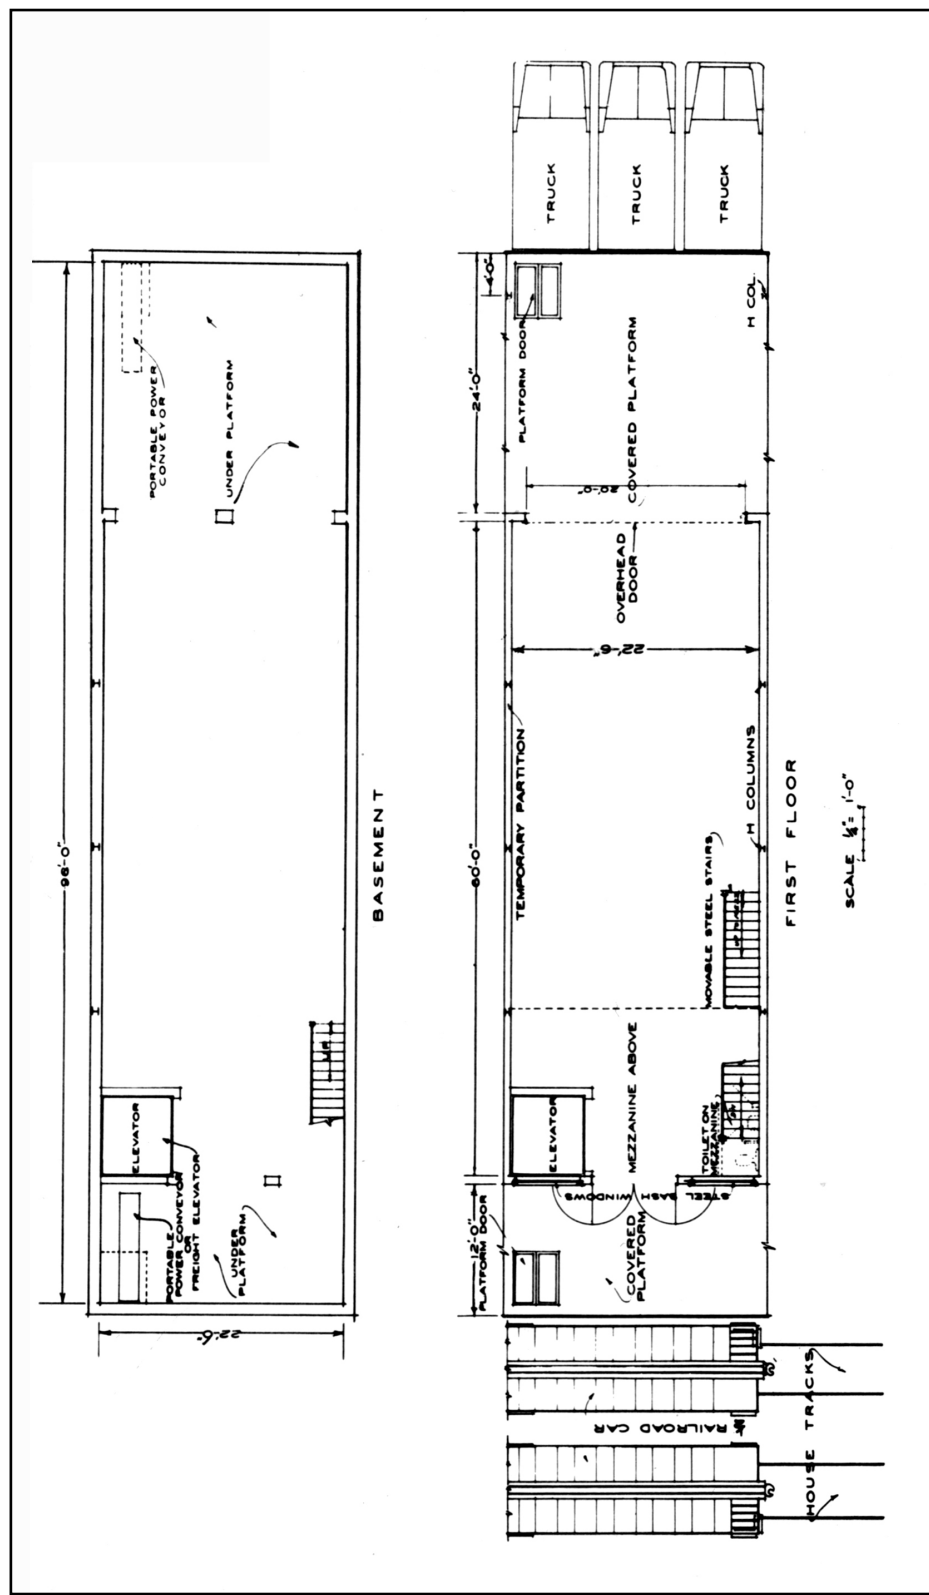 TRUCK
TRUCK
TRUCK
96'-0"
PORTABLE POWER
CONVEYOR
UNDER PLATFORM
ELEVATOR
UP
PORTABLE
POWER CONVEYOR
OR
FREIGHT ELEVATOR
UNDER
PLATFORM
22'-6"
BASEMENT
24'-0"
4'-0"
PLATFORM DOOR
COVERED PLATFORM
H COL.
20'-0"
OVERHEAD
DOOR
22'-6"
60'-0"
TEMPORARY PARTITION
H COLUMNS
MOVABLE STEEL STAIRS
MEZZANINE ABOVE
ELEVATOR
TOILET ON
MEZZANINE
STEEL SASH WINDOWS
12'-0"
PLATFORM DOOR
COVERED
PLATFORM
RAILROAD CAR
HOUSE TRACKS
FIRST FLOOR
SCALE ⅛" = 1'-0"